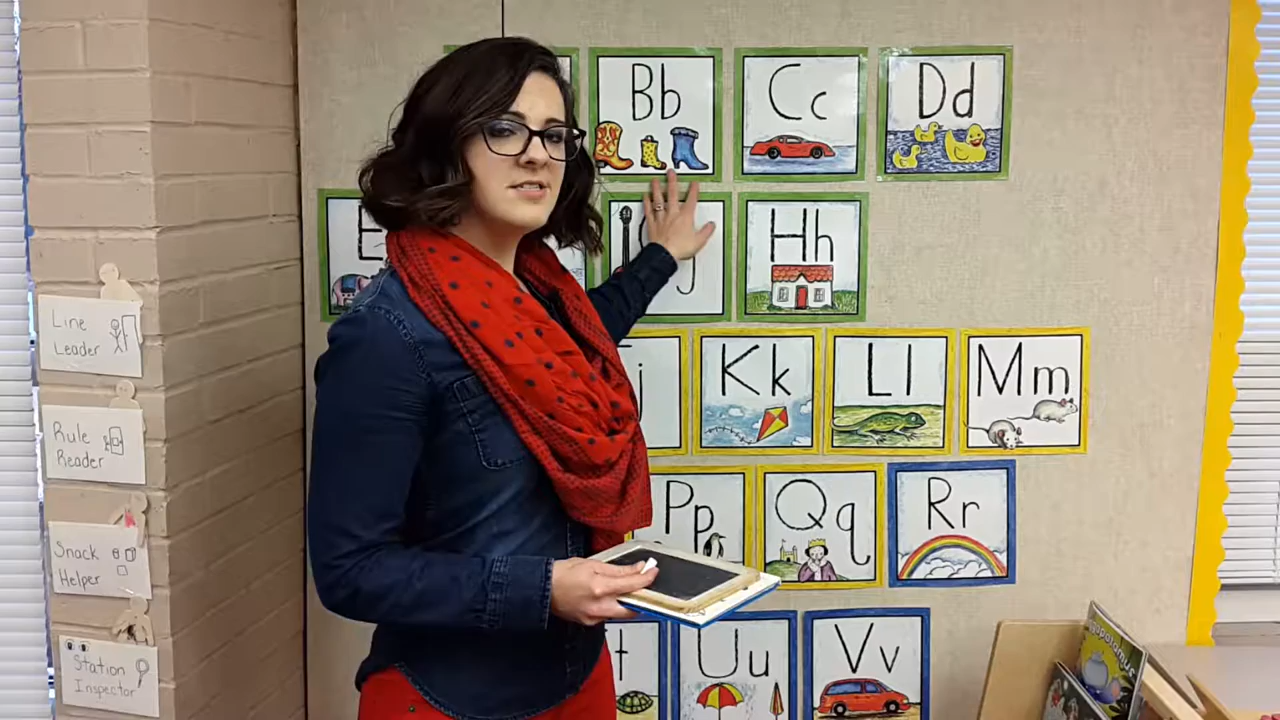 Bb
Cc
Dd
E
Hh
j
Kk
Ll
Mm
Pp
Qq
Rr
t
Uu
Vv
Line
Leader
Rule
Reader
Snack
Helper
Station
Inspector